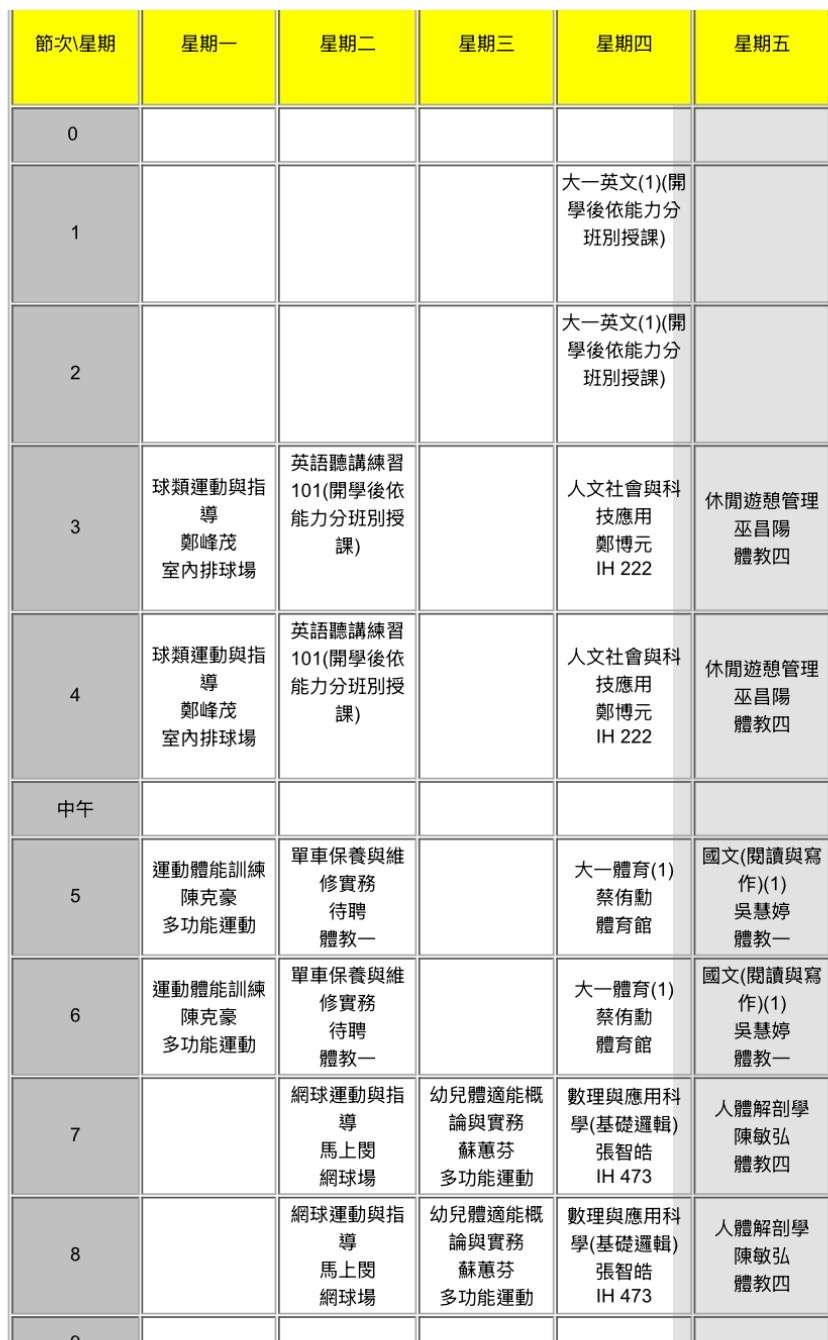 節次\星期 星期一 星期二 星期三 星期四 星期五
0
1
大一英文(1)(開
學後依能力分
班別授課)
2
大一英文(1)(開
學後依能力分
班別授課)
3
球類運動與指
導
鄭峰茂
室內排球場
英語聽講練習
101(開學後依
能力分班別授
課)
人文社會與科
技應用
鄭博元
IH 222
休閒遊憩管理
巫昌陽
體教四
4
球類運動與指
導
鄭峰茂
室內排球場
英語聽講練習
101(開學後依
能力分班別授
課)
人文社會與科
技應用
鄭博元
IH 222
休閒遊憩管理
巫昌陽
體教四
中午
5
運動體能訓練
陳克豪
多功能運動
單車保養與維
修實務
待聘
體教一
大一體育(1)
蔡侑勳
體育館
國文(閱讀與寫
作)(1)
吳慧婷
體教一
6
運動體能訓練
陳克豪
多功能運動
單車保養與維
修實務
待聘
體教一
大一體育(1)
蔡侑勳
體育館
國文(閱讀與寫
作)(1)
吳慧婷
體教一
7
網球運動與指
導
馬上閔
網球場
幼兒體適能概
論與實務
蘇蕙芬
多功能運動
數理與應用科
學(基礎邏輯)
張智皓
IH 473
人體解剖學
陳敏弘
體教四
8
網球運動與指
導
馬上閔
網球場
幼兒體適能概
論與實務
蘇蕙芬
多功能運動
數理與應用科
學(基礎邏輯)
張智皓
IH 473
人體解剖學
陳敏弘
體教四